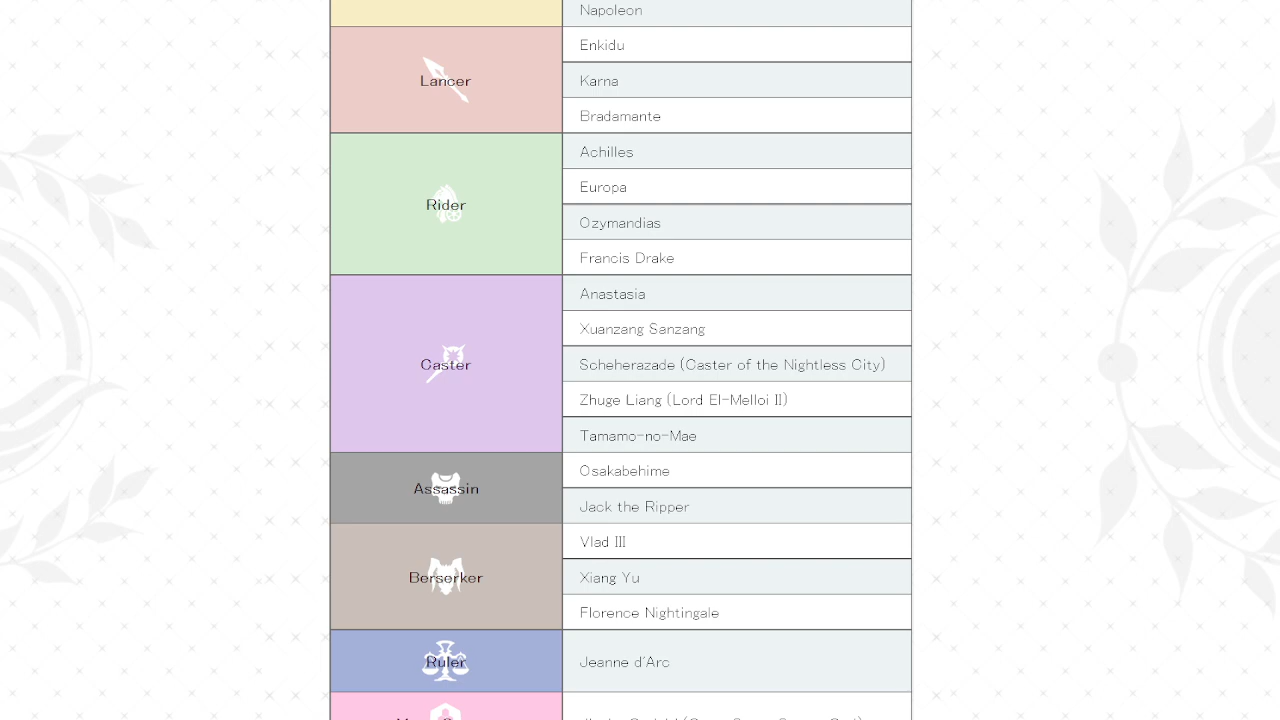 Napoleon
Lancer
Enkidu
Karna
Bradamante
Rider
Achilles
Europa
Ozymandias
Francis Drake
Caster
Anastasia
Xuanzang Sanzang
Scheherazade (Caster of the Nightless City)
Zhuge Liang (Lord El-Melloi II)
Tamamo-no-Mae
Assassin
Osakabehime
Jack the Ripper
Berserker
Vlad III
Xiang Yu
Florence Nightingale
Ruler
Jeanne d'Arc